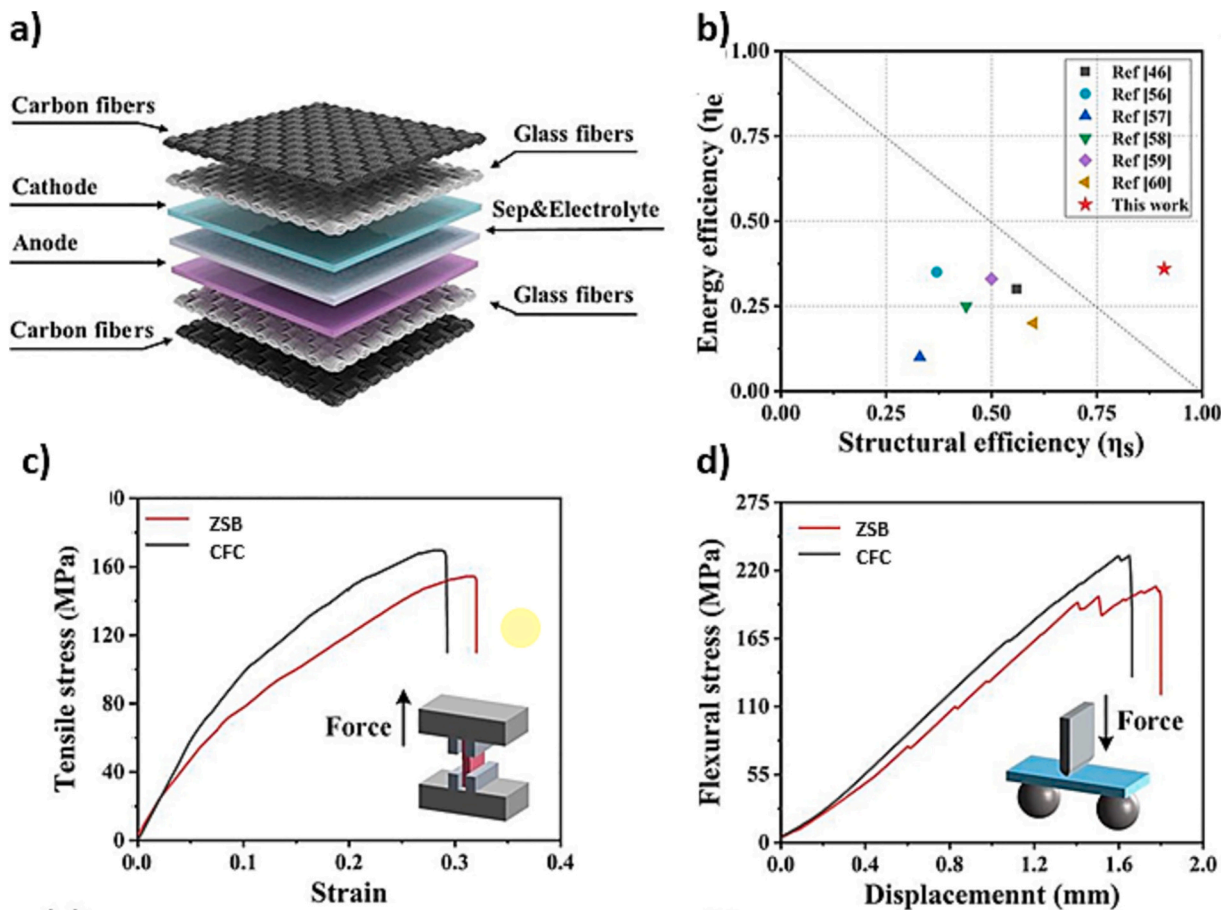 a)
Carbon fibers
Glass fibers
Cathode
Sep&Electrolyte
Anode
Glass fibers
Carbon fibers
b)
Energy efficiency (ηe
1.00
0.75
0.50
0.25
0.00
0.00 0.25 0.50 0.75 1.00
Structural efficiency (ηs)
Ref [46]
Ref [56]
Ref [57]
Ref [58]
Ref [59]
Ref [60]
This work
c)
Tensile stress (MPa)
160
120
80
40
0
0.0 0.1 0.2 0.3 0.4
Strain
ZSB
CFC
Force
d)
Flexural stress (MPa)
275
220
165
110
55
0
0.0 0.4 0.8 1.2 1.6 2.0
Displacemennt (mm)
ZSB
CFC
Force